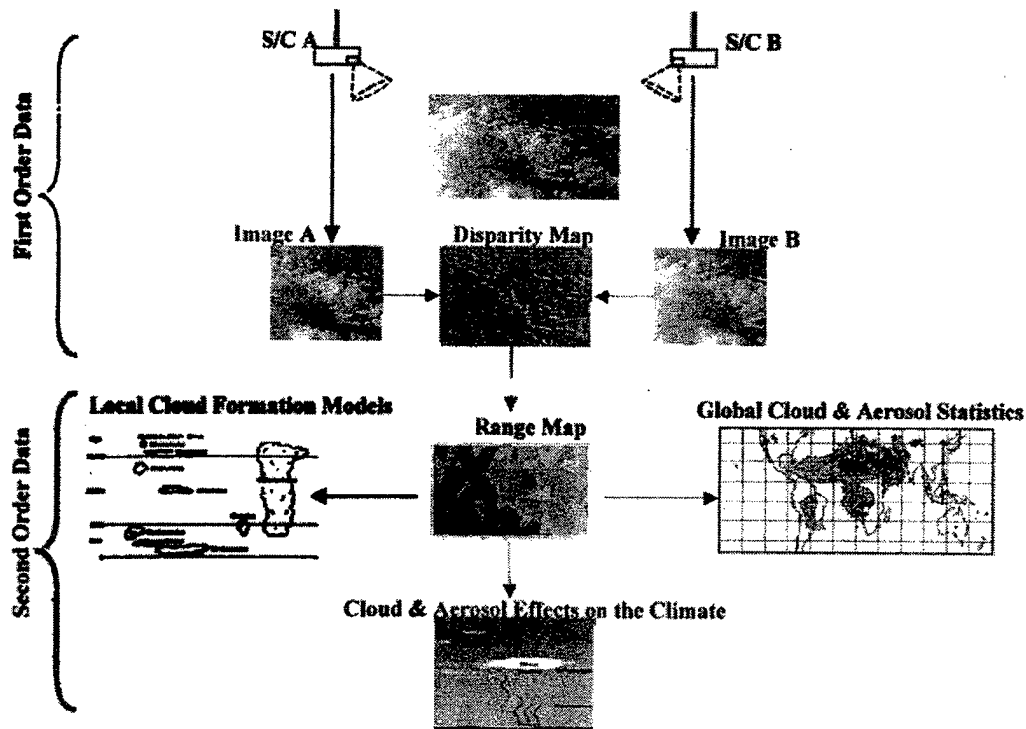 S/C A
S/C B
First Order Data
Image A
Disparity Map
Image B
Second Order Data
Local Cloud Formation Models
Range Map
Global Cloud & Aerosol Statistics
Cloud & Aerosol Effects on the Climate